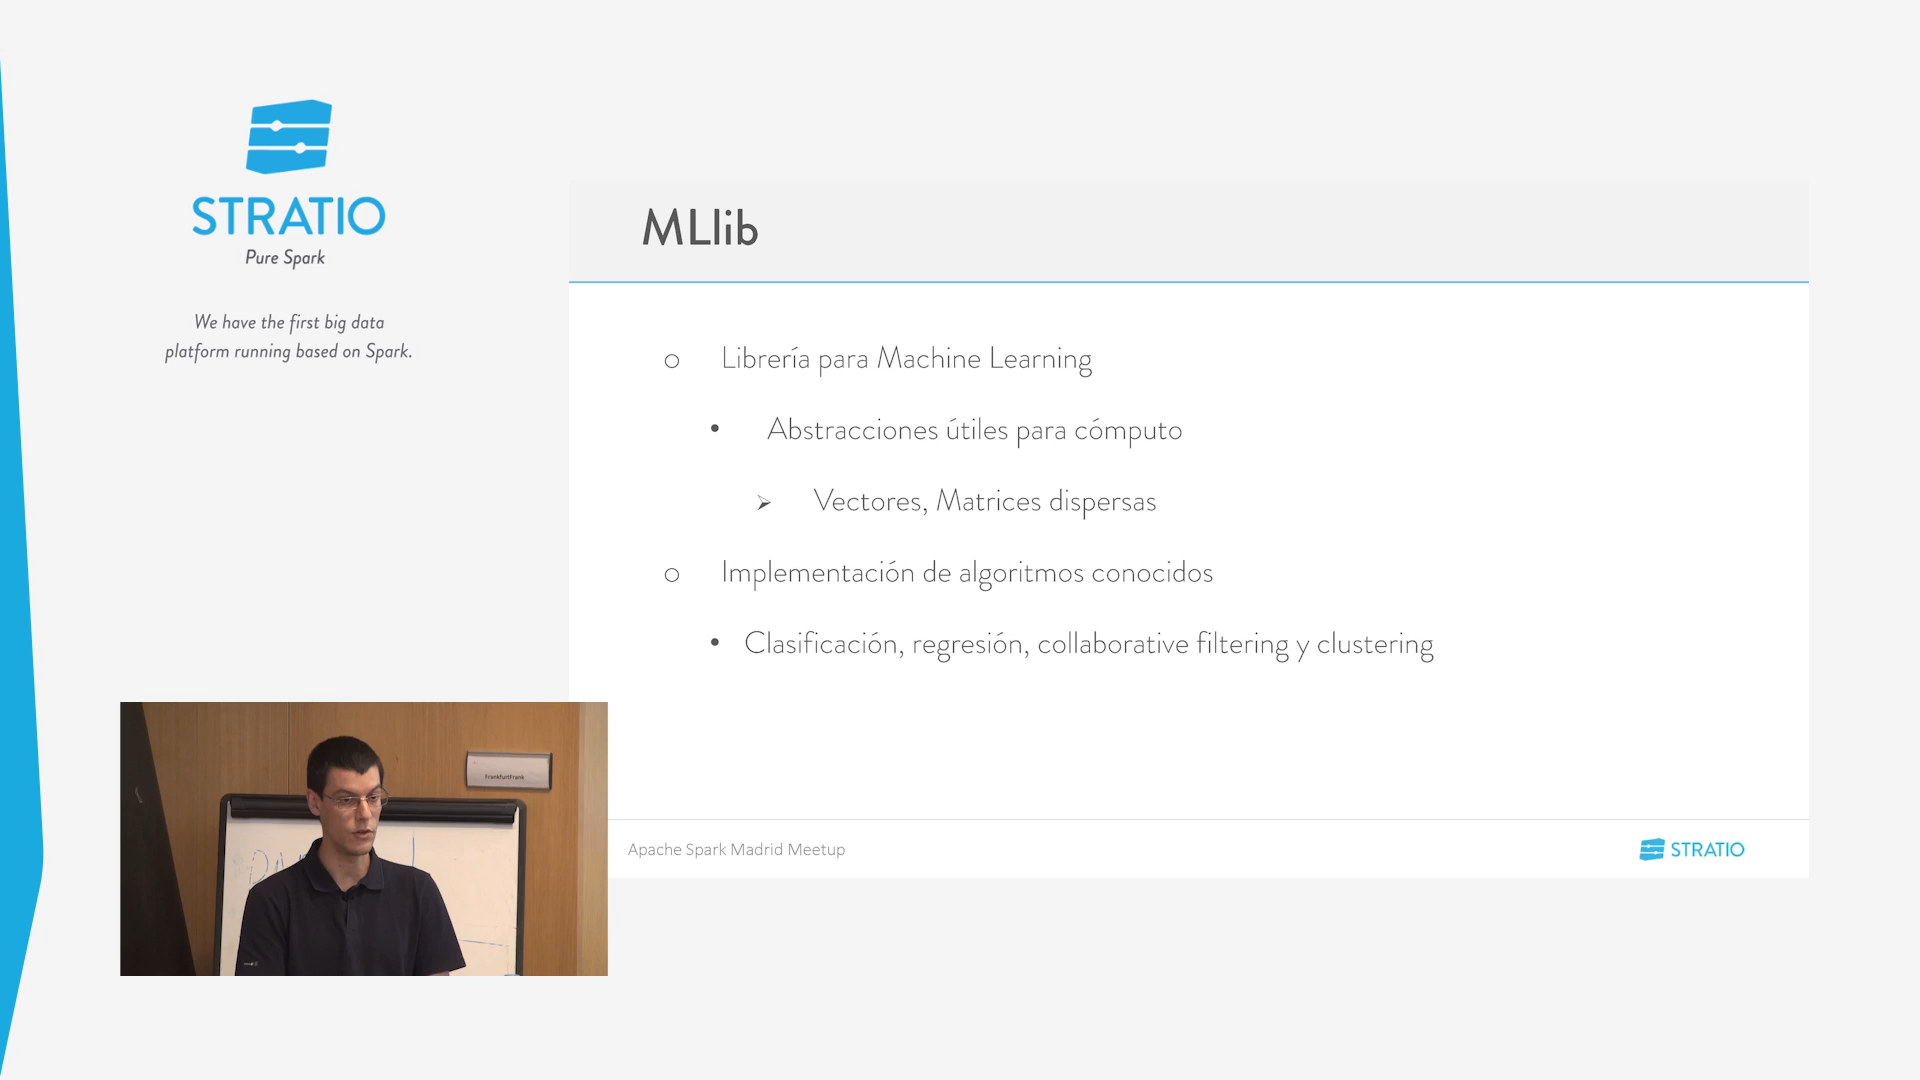 STRATIO
Pure Spark
We have the first big data
platform running based on Spark.
MLlib
Librería para Machine Learning
Abstracciones útiles para cómputo
Vectores, Matrices dispersas
Implementación de algoritmos conocidos
Clasificación, regresión, collaborative filtering y clustering
FrankfurtFrank
Apache Spark Madrid Meetup
STRATIO